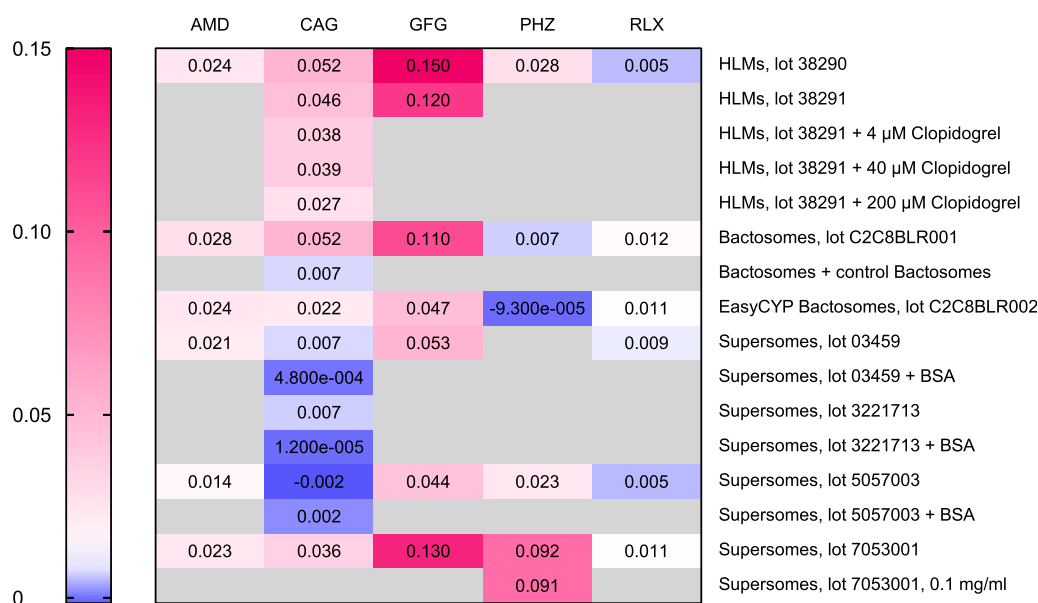 AMD CAG GFG PHZ RLX
0.15
0.024 0.052 0.150 0.028 0.005 HLMs, lot 38290
0.046 0.120 HLMs, lot 38291
0.038 HLMs, lot 38291 + 4 µM Clopidogrel
0.039 HLMs, lot 38291 + 40 µM Clopidogrel
0.027 HLMs, lot 38291 + 200 µM Clopidogrel
0.10
0.028 0.052 0.110 0.007 0.012 Bactosomes, lot C2C8BLR001
0.007 Bactosomes + control Bactosomes
0.024 0.022 0.047 -9.300e-005 0.011 EasyCYP Bactosomes, lot C2C8BLR002
0.021 0.007 0.053 0.009 Supersomes, lot 03459
4.800e-004 Supersomes, lot 03459 + BSA
0.05
0.007 Supersomes, lot 3221713
1.200e-005 Supersomes, lot 3221713 + BSA
0.014 -0.002 0.044 0.023 0.005 Supersomes, lot 5057003
0.002 Supersomes, lot 5057003 + BSA
0.023 0.036 0.130 0.092 0.011 Supersomes, lot 7053001
0.091 Supersomes, lot 7053001, 0.1 mg/ml
0